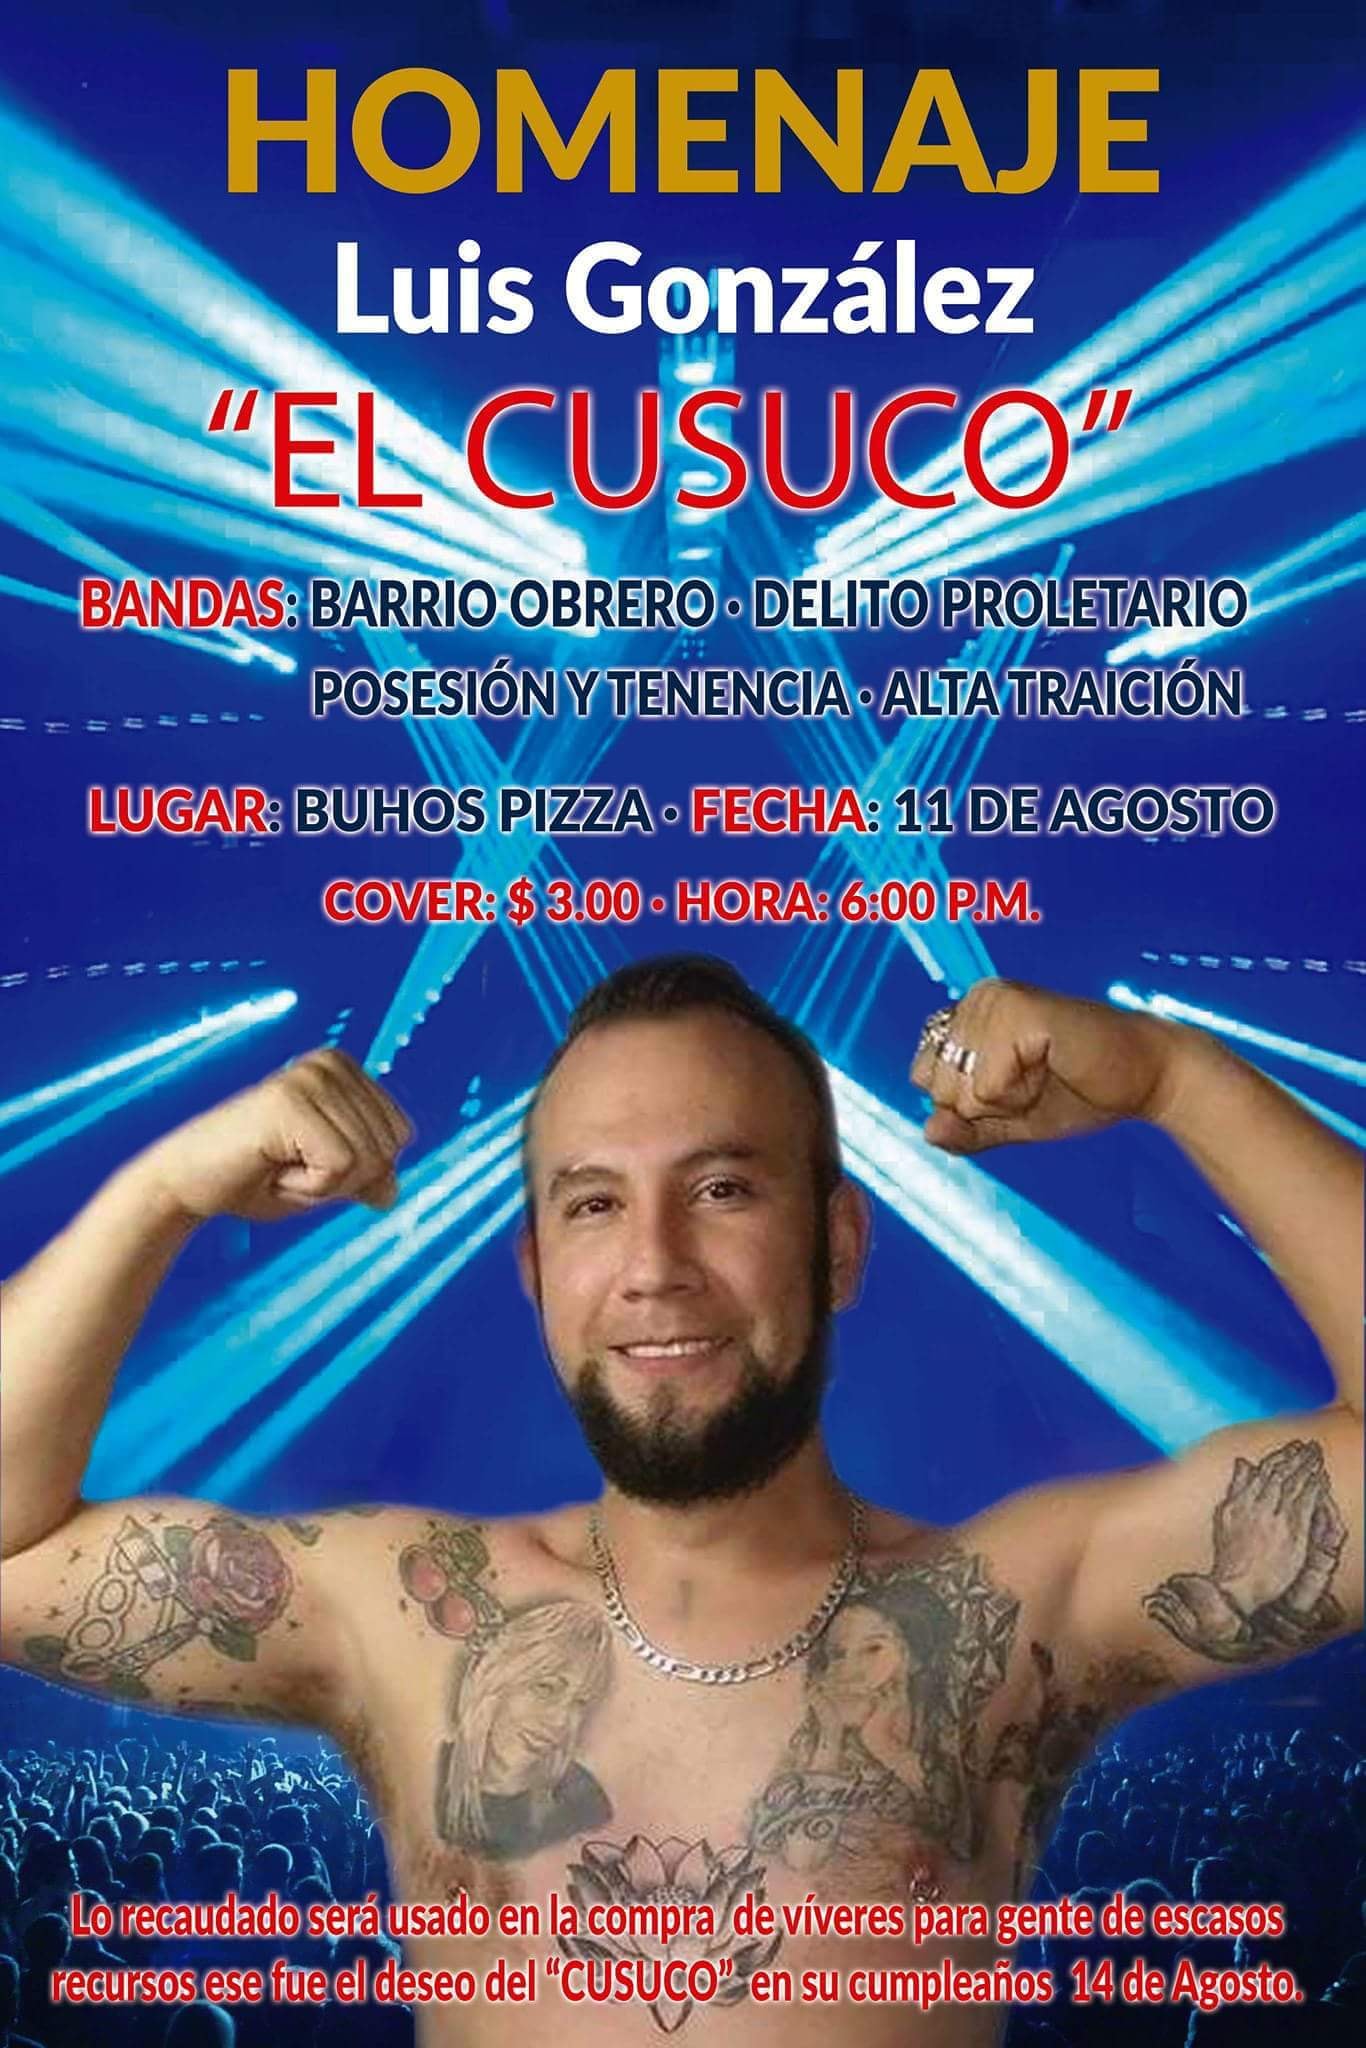 HOMENAJE
Luis González
“EL CUSUCO”
BANDAS: BARRIO OBRERO • DELITO PROLETARIO
POSESIÓN Y TENENCIA • ALTA TRAICIÓN
LUGAR: BUHOS PIZZA • FECHA: 11 DE AGOSTO
COVER: $ 3.00 • HORA: 6:00 P.M.
Lo recaudado será usado en la compra de víveres para gente de escasos
recursos ese fue el deseo del “CUSUCO” en su cumpleaños 14 de Agosto.